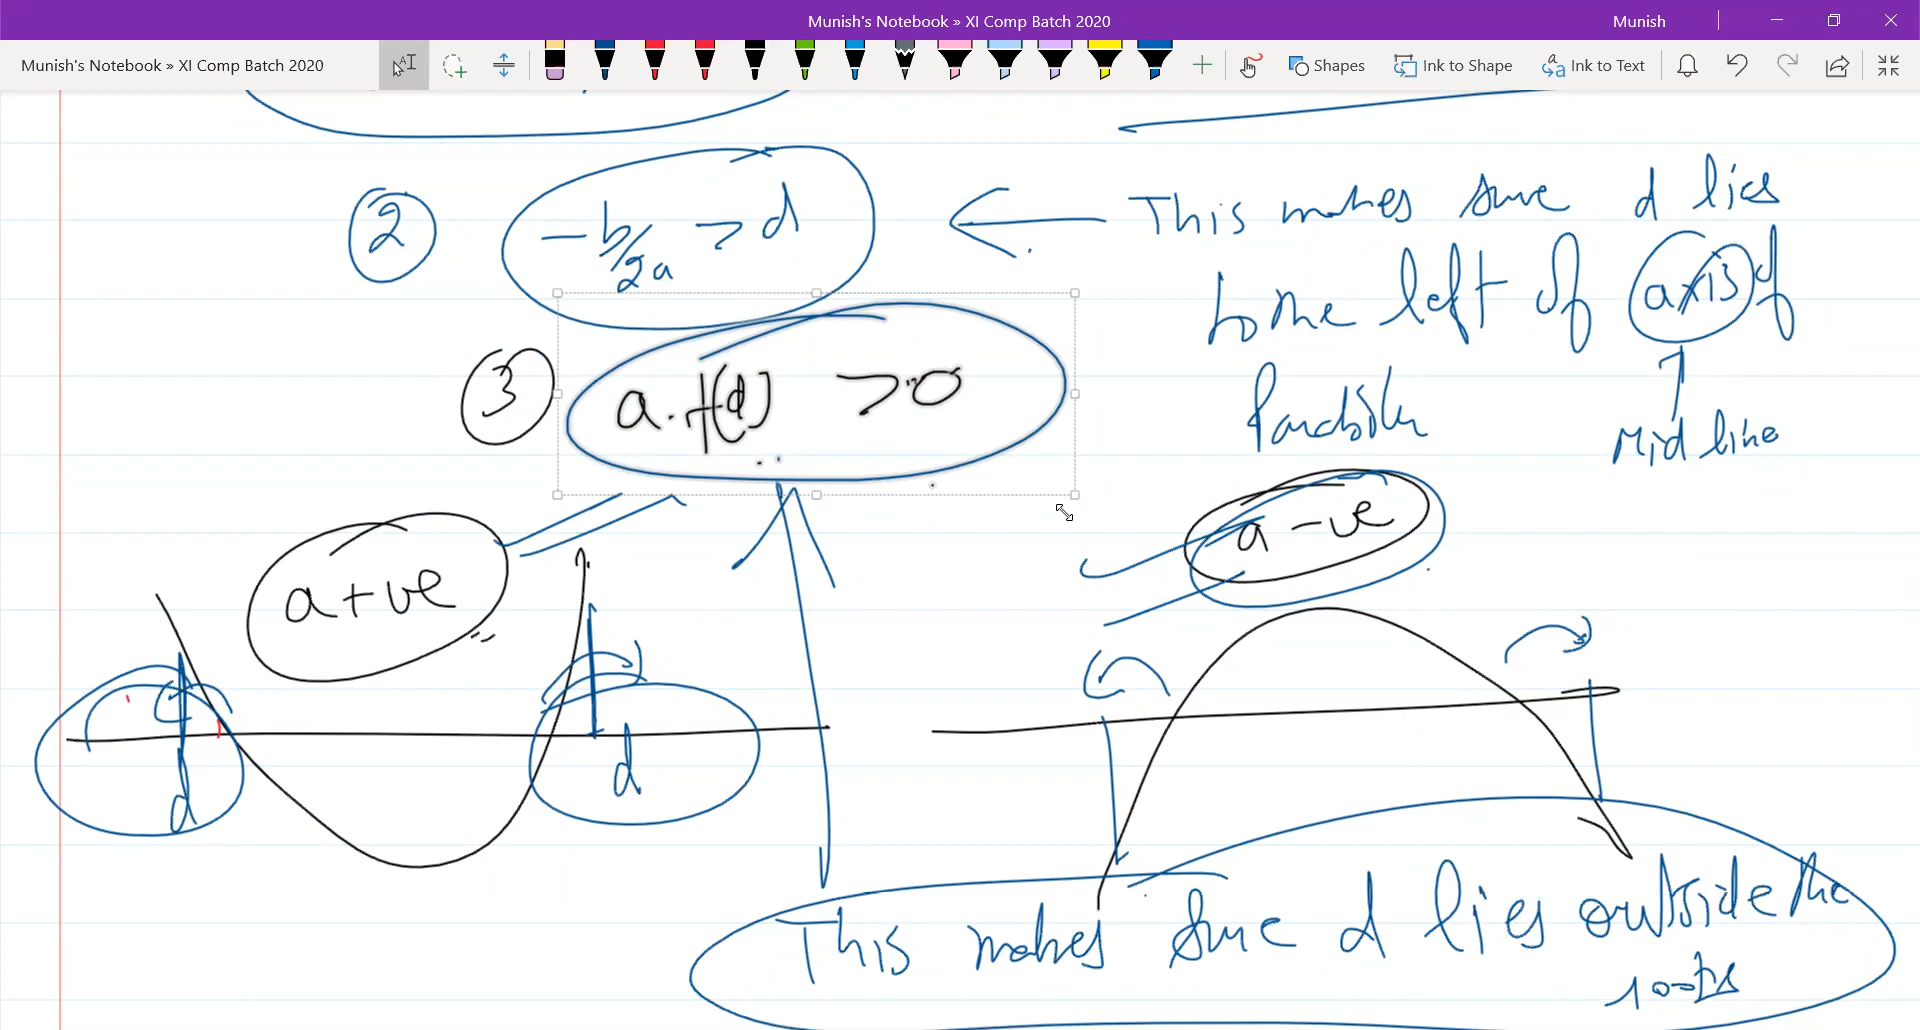 Munish's Notebook » XI Comp Batch 2020
Munish
Munish's Notebook » XI Comp Batch 2020
Shapes
Ink to Shape
Ink to Text
2 -b/2a > d
This makes sure d lies
to the left of axis of
Parabola
Mid line
3 a.f(d) > 0
a+ve
a-ve
d
d
This makes sure d lies outside the
roots